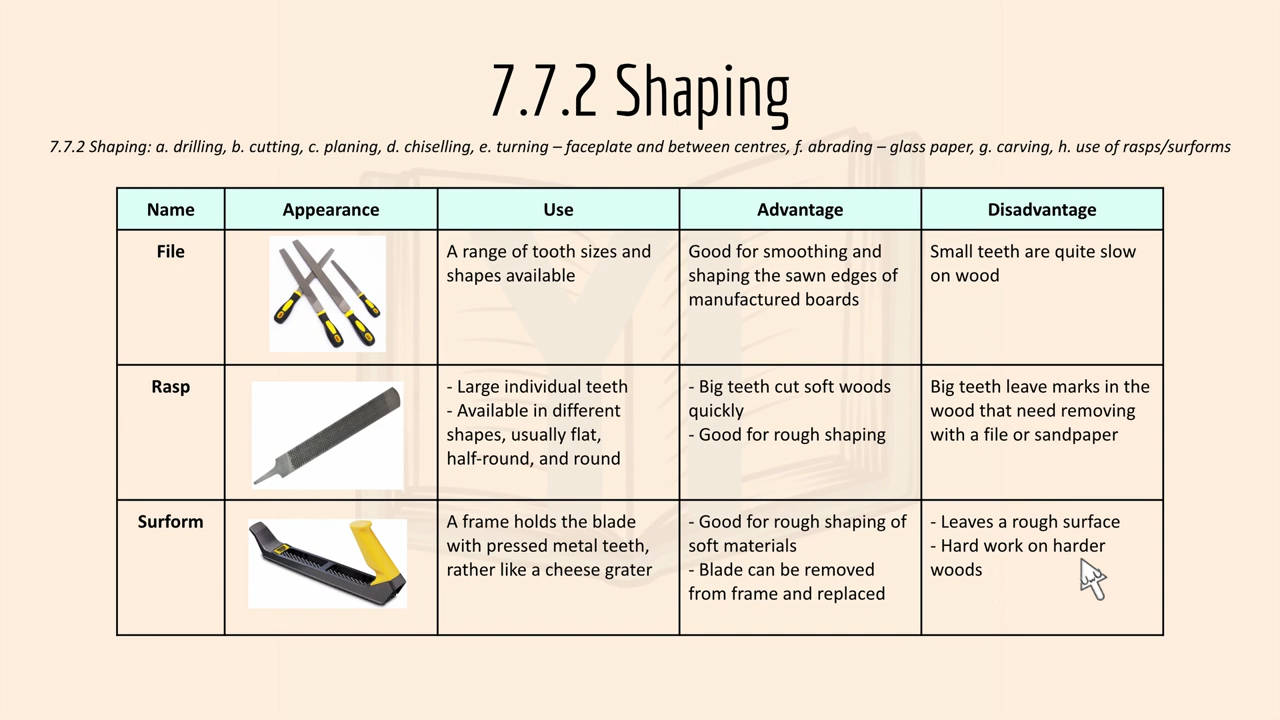 7.7.2 Shaping
7.7.2 Shaping: a. drilling, b. cutting, c. planing, d. chiselling, e. turning – faceplate and between centres, f. abrading – glass paper, g. carving, h. use of rasps/surforms
Name
Appearance
Use
Advantage
Disadvantage
File
A range of tooth sizes and
shapes available
Good for smoothing and
shaping the sawn edges of
manufactured boards
Small teeth are quite slow
on wood
Rasp
- Large individual teeth
- Available in different
shapes, usually flat,
half-round, and round
- Big teeth cut soft woods
quickly
- Good for rough shaping
Big teeth leave marks in the
wood that need removing
with a file or sandpaper
Surform
A frame holds the blade
with pressed metal teeth,
rather like a cheese grater
- Good for rough shaping of
soft materials
- Blade can be removed
from frame and replaced
- Leaves a rough surface
- Hard work on harder
woods